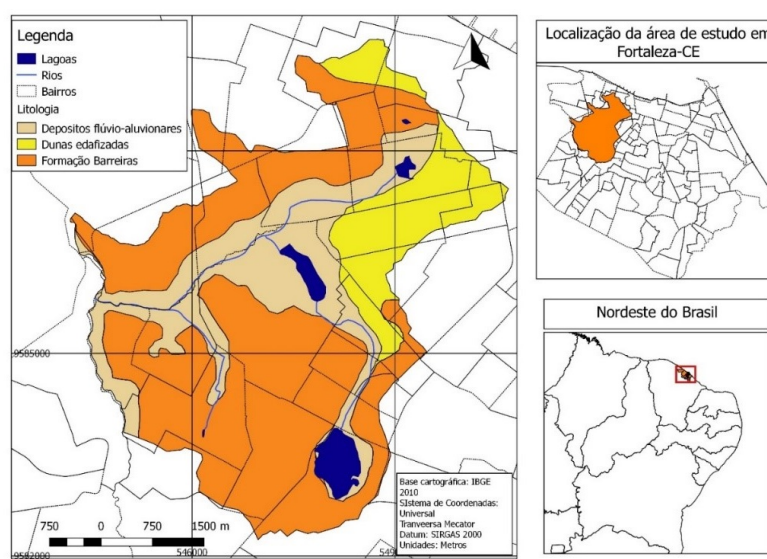 Legenda
Lagoas
Rios
Bairros
Litologia
Depositos flúvio-aluvionares
Dunas edafizadas
Formação Barreiras
9585000
750 0 750 1500 m
546000
549
Base cartográfica: IBGE
2010
SIstema de Coordenadas:
Universal
Tranveersa Mecator
Datum: SIRGAS 2000
Unidades: Metros
Localização da área de estudo em
Fortaleza-CE
Nordeste do Brasil